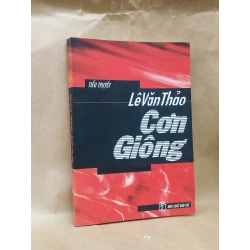 TIỂU THUYẾT
Lê Văn Thảo
Cơn
Giông